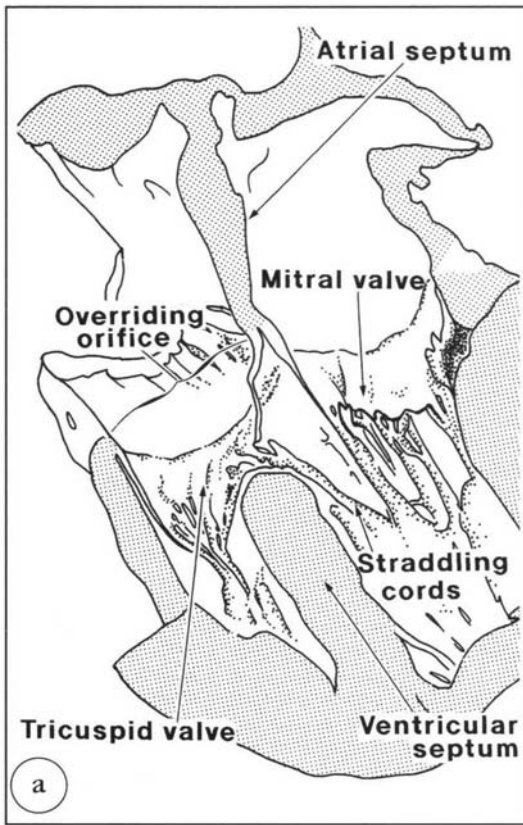 Atrial septum
Mitral valve
Overriding
orifice
Straddling
cords
Tricuspid valve
Ventricular
septum
a